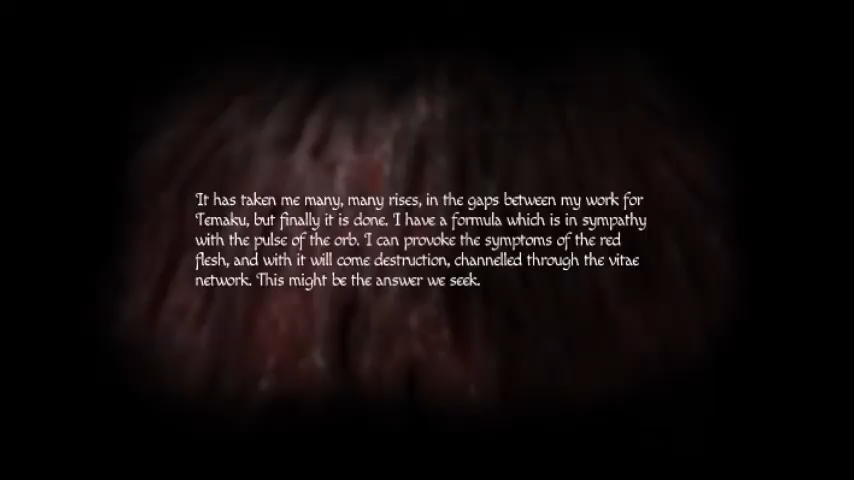 It has taken me many, many rises, in the gaps between my work for
Temaku, but finally it is done. I have a formula which is in sympathy
with the pulse of the orb. I can provoke the symptoms of the red
flesh, and with it will come destruction, channelled through the vitae
network. This might be the answer we seek.